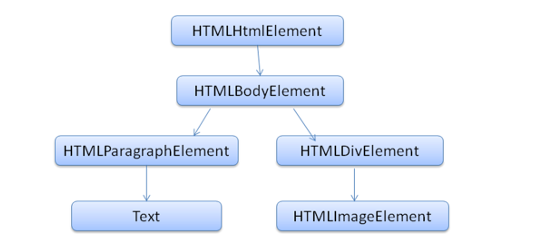 HTMLHtmlElement
HTMLBodyElement
HTMLParagraphElement
HTMLDivElement
Text
HTMLImageElement